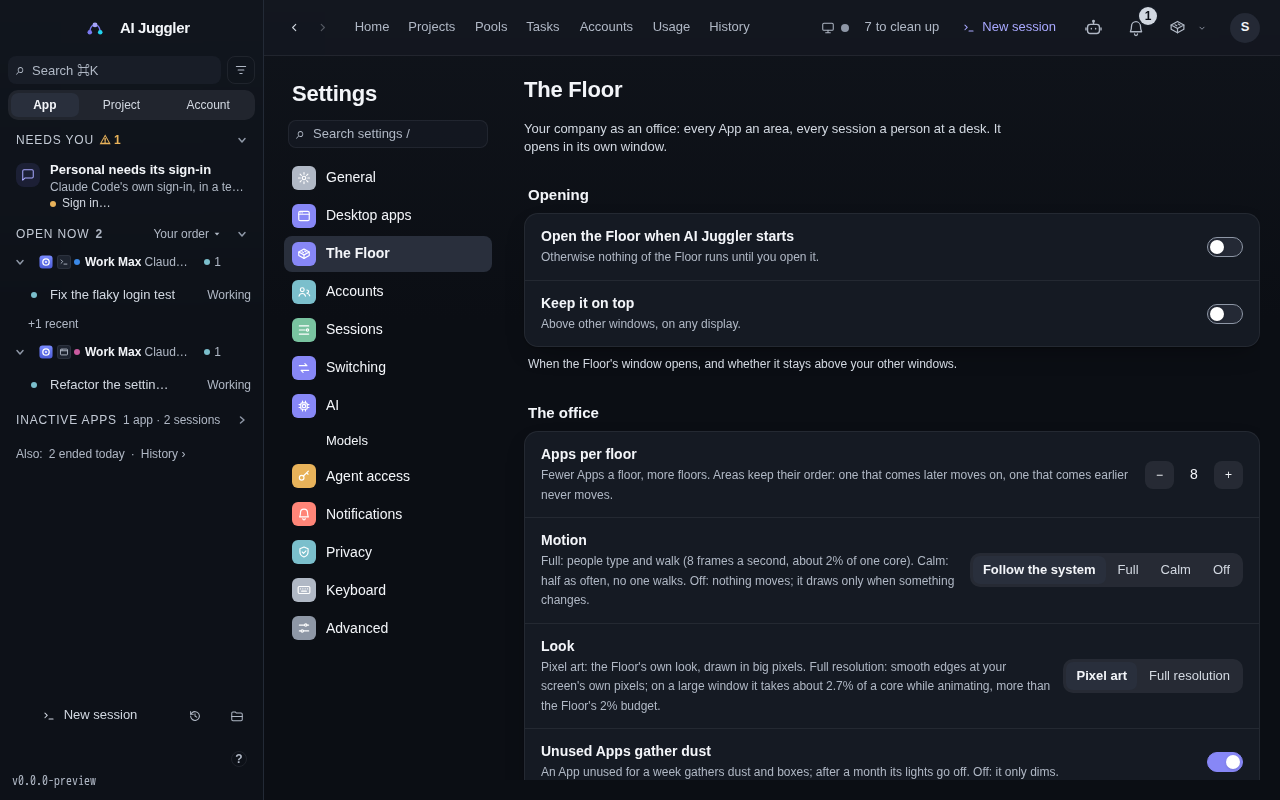 AI Juggler
Search ⌘K
App Project Account
NEEDS YOU 1
Personal needs its sign-in
Claude Code's own sign-in, in a te…
Sign in…
OPEN NOW 2 Your order
Work Max Claud… 1
Fix the flaky login test Working
+1 recent
Work Max Claud… 1
Refactor the settin… Working
INACTIVE APPS 1 app · 2 sessions
Also: 2 ended today · History ›
New session
?
v0.0.0-preview
Home Projects Pools Tasks Accounts Usage History
7 to clean up
New session
1
S
Settings
Search settings /
General
Desktop apps
The Floor
Accounts
Sessions
Switching
AI
Models
Agent access
Notifications
Privacy
Keyboard
Advanced
The Floor
Your company as an office: every App an area, every session a person at a desk. It
opens in its own window.
Opening
Open the Floor when AI Juggler starts
Otherwise nothing of the Floor runs until you open it.
Keep it on top
Above other windows, on any display.
When the Floor's window opens, and whether it stays above your other windows.
The office
Apps per floor
Fewer Apps a floor, more floors. Areas keep their order: one that comes later moves on, one that comes earlier
never moves.
− 8 +
Motion
Full: people type and walk (8 frames a second, about 2% of one core). Calm:
half as often, no one walks. Off: nothing moves; it draws only when something
changes.
Follow the system Full Calm Off
Look
Pixel art: the Floor's own look, drawn in big pixels. Full resolution: smooth edges at your
screen's own pixels; on a large window it takes about 2.7% of a core while animating, more than
the Floor's 2% budget.
Pixel art Full resolution
Unused Apps gather dust
An App unused for a week gathers dust and boxes; after a month its lights go off. Off: it only dims.